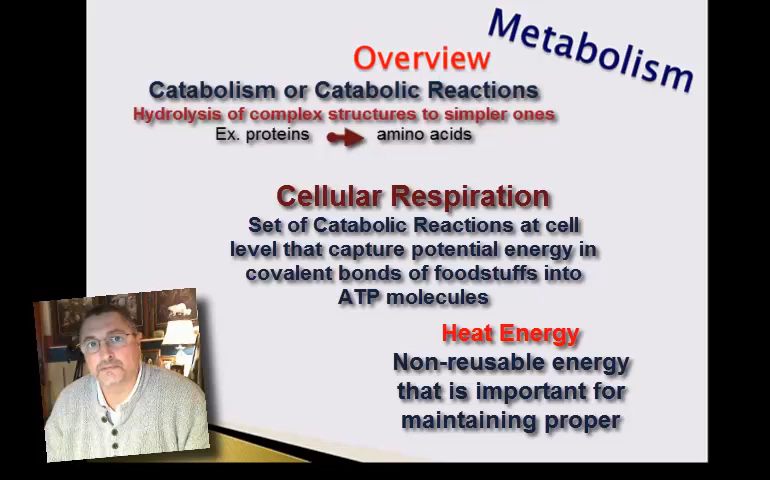 Metabolism
Overview
Catabolism or Catabolic Reactions
Hydrolysis of complex structures to simpler ones
Ex. proteins amino acids
Cellular Respiration
Set of Catabolic Reactions at cell
level that capture potential energy in
covalent bonds of foodstuffs into
ATP molecules
Heat Energy
Non-reusable energy
that is important for
maintaining proper